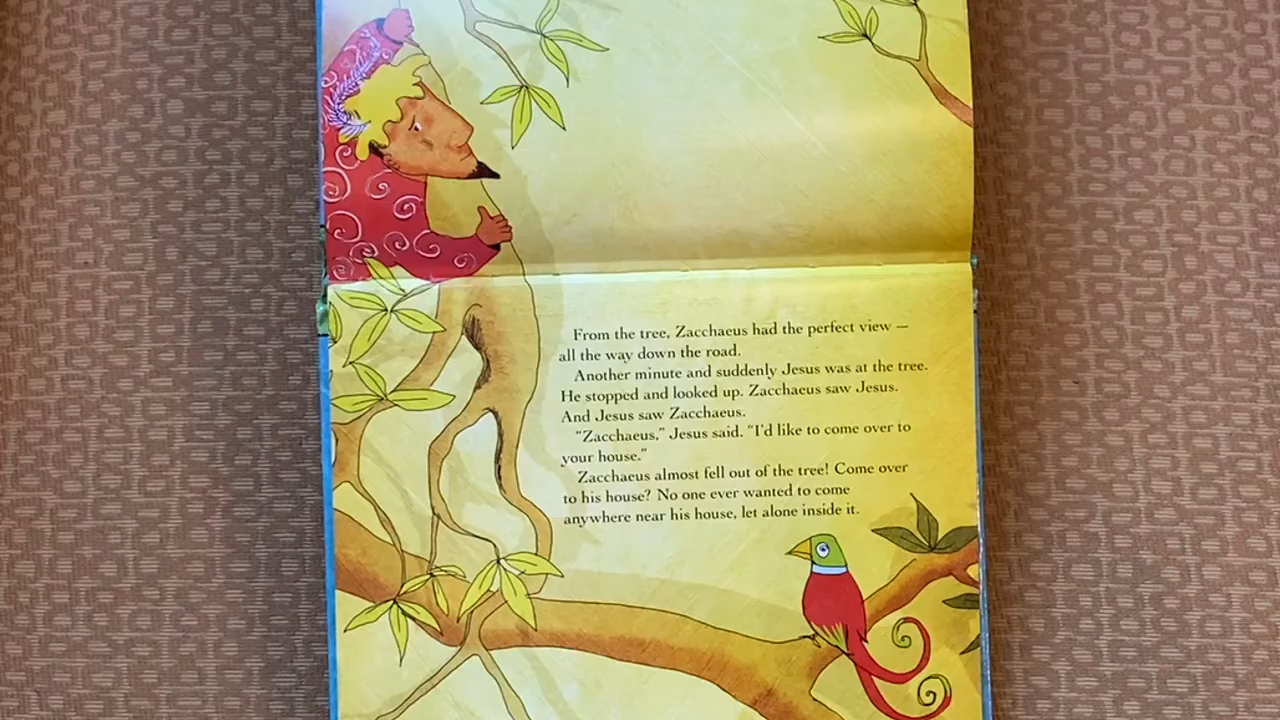 From the tree, Zacchaeus had the perfect view —
all the way down the road.
Another minute and suddenly Jesus was at the tree.
He stopped and looked up. Zacchaeus saw Jesus.
And Jesus saw Zacchaeus.
“Zacchaeus,” Jesus said. “I’d like to come over to
your house.”
Zacchaeus almost fell out of the tree! Come over
to his house? No one ever wanted to come
anywhere near his house, let alone inside it.